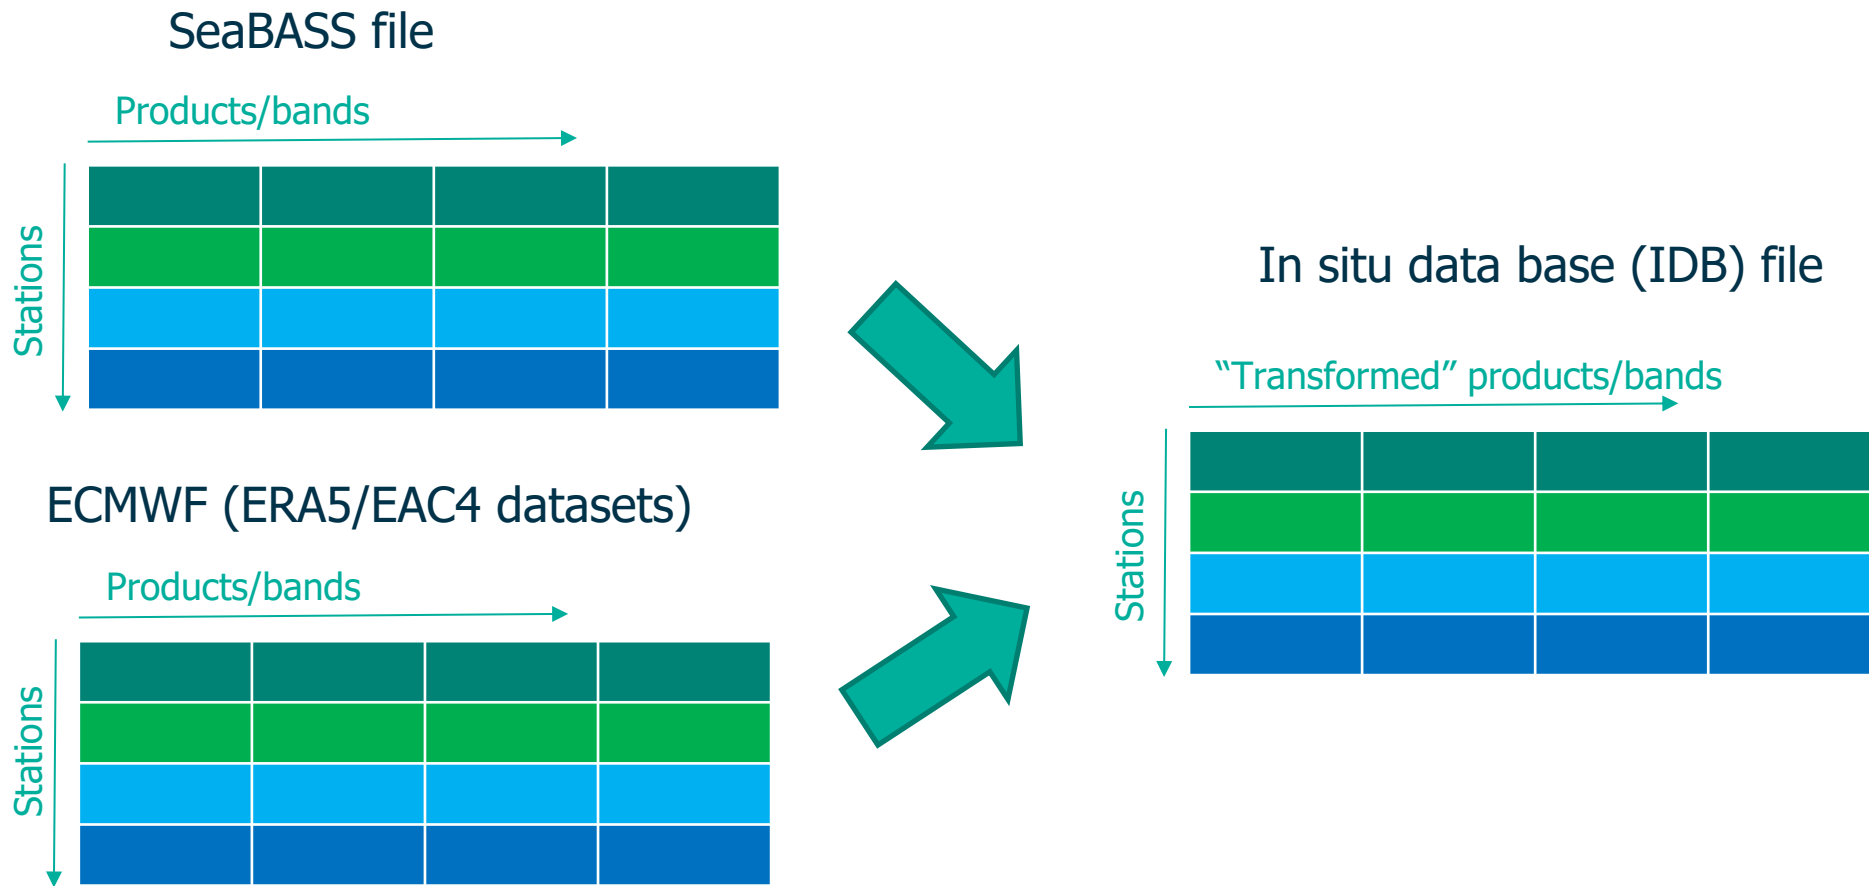 SeaBASS file
Products/bands
Stations
ECMWF (ERA5/EAC4 datasets)
Products/bands
Stations
In situ data base (IDB) file
“Transformed” products/bands
Stations